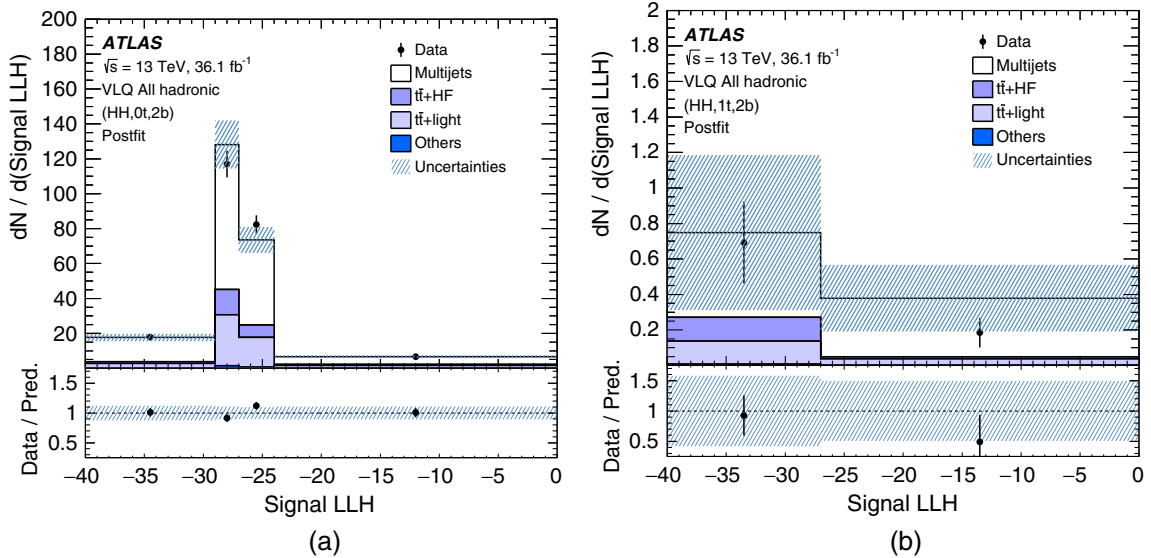 ATLAS
√s = 13 TeV, 36.1 fb⁻¹
VLQ All hadronic
(HH,0t,2b)
Postfit
Data
Multijets
tt̄+HF
tt̄+light
Others
Uncertainties
dN / d(Signal LLH)
200
180
160
140
120
100
80
60
40
20
Data / Pred.
1.5
1
0.5
−40 −35 −30 −25 −20 −15 −10 −5 0
Signal LLH
(a)
ATLAS
√s = 13 TeV, 36.1 fb⁻¹
VLQ All hadronic
(HH,1t,2b)
Postfit
Data
Multijets
tt̄+HF
tt̄+light
Others
Uncertainties
dN / d(Signal LLH)
2
1.8
1.6
1.4
1.2
1
0.8
0.6
0.4
0.2
Data / Pred.
1.5
1
0.5
−40 −35 −30 −25 −20 −15 −10 −5 0
Signal LLH
(b)